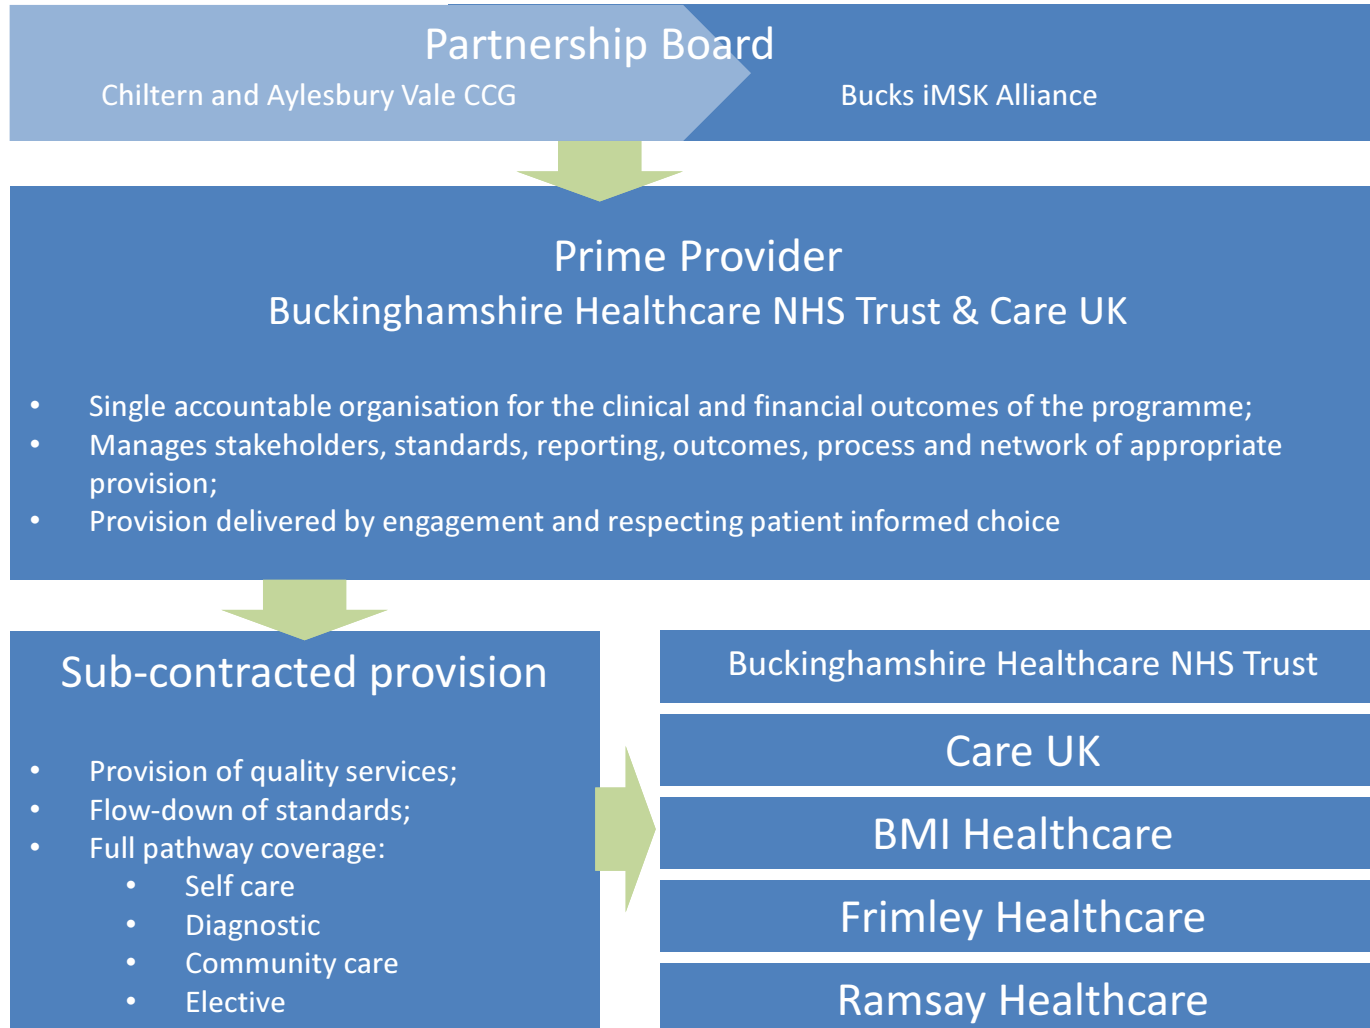 Partnership Board
Chiltern and Aylesbury Vale CCG
Bucks iMSK Alliance
Prime Provider
Buckinghamshire Healthcare NHS Trust & Care UK
• Single accountable organisation for the clinical and financial outcomes of the programme;
• Manages stakeholders, standards, reporting, outcomes, process and network of appropriate
provision;
• Provision delivered by engagement and respecting patient informed choice
Sub-contracted provision
• Provision of quality services;
• Flow-down of standards;
• Full pathway coverage:
• Self care
• Diagnostic
• Community care
• Elective
Buckinghamshire Healthcare NHS Trust
Care UK
BMI Healthcare
Frimley Healthcare
Ramsay Healthcare